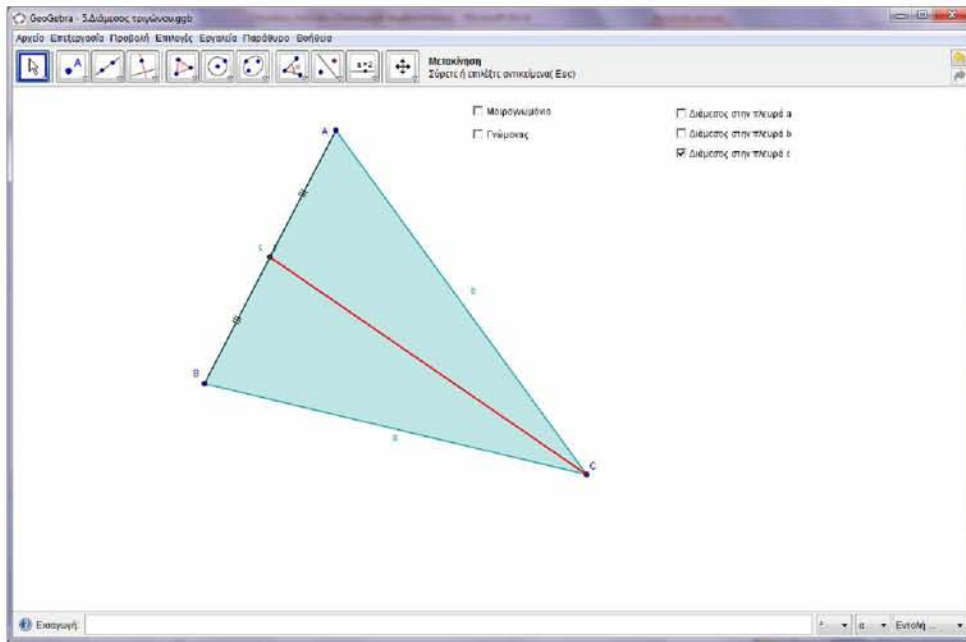 GeoGebra - 5.Διάμεσος τριγώνου.ggb
Αρχείο Επεξεργασία Προβολή Επιλογές Εργαλεία Παράθυρο Βοήθεια
A
a=2
Μετακίνηση
Σύρετε ή επιλέξτε αντικείμενα( Esc)
Μοιρογνωμόνιο
Γνώμονας
Διάμεσος στην πλευρά a
Διάμεσος στην πλευρά b
Διάμεσος στην πλευρά c
A
c
B
C
Εισαγωγή:
α
Εντολή ...